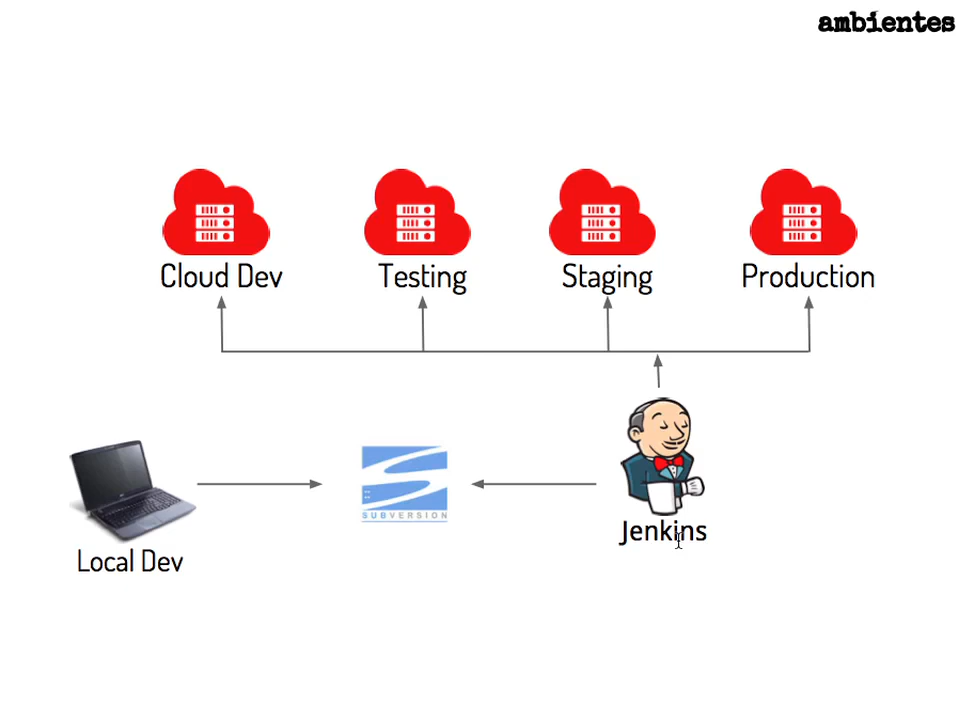 ambientes
Cloud Dev
Testing
Staging
Production
SUBVERSION
Jenkins
Local Dev